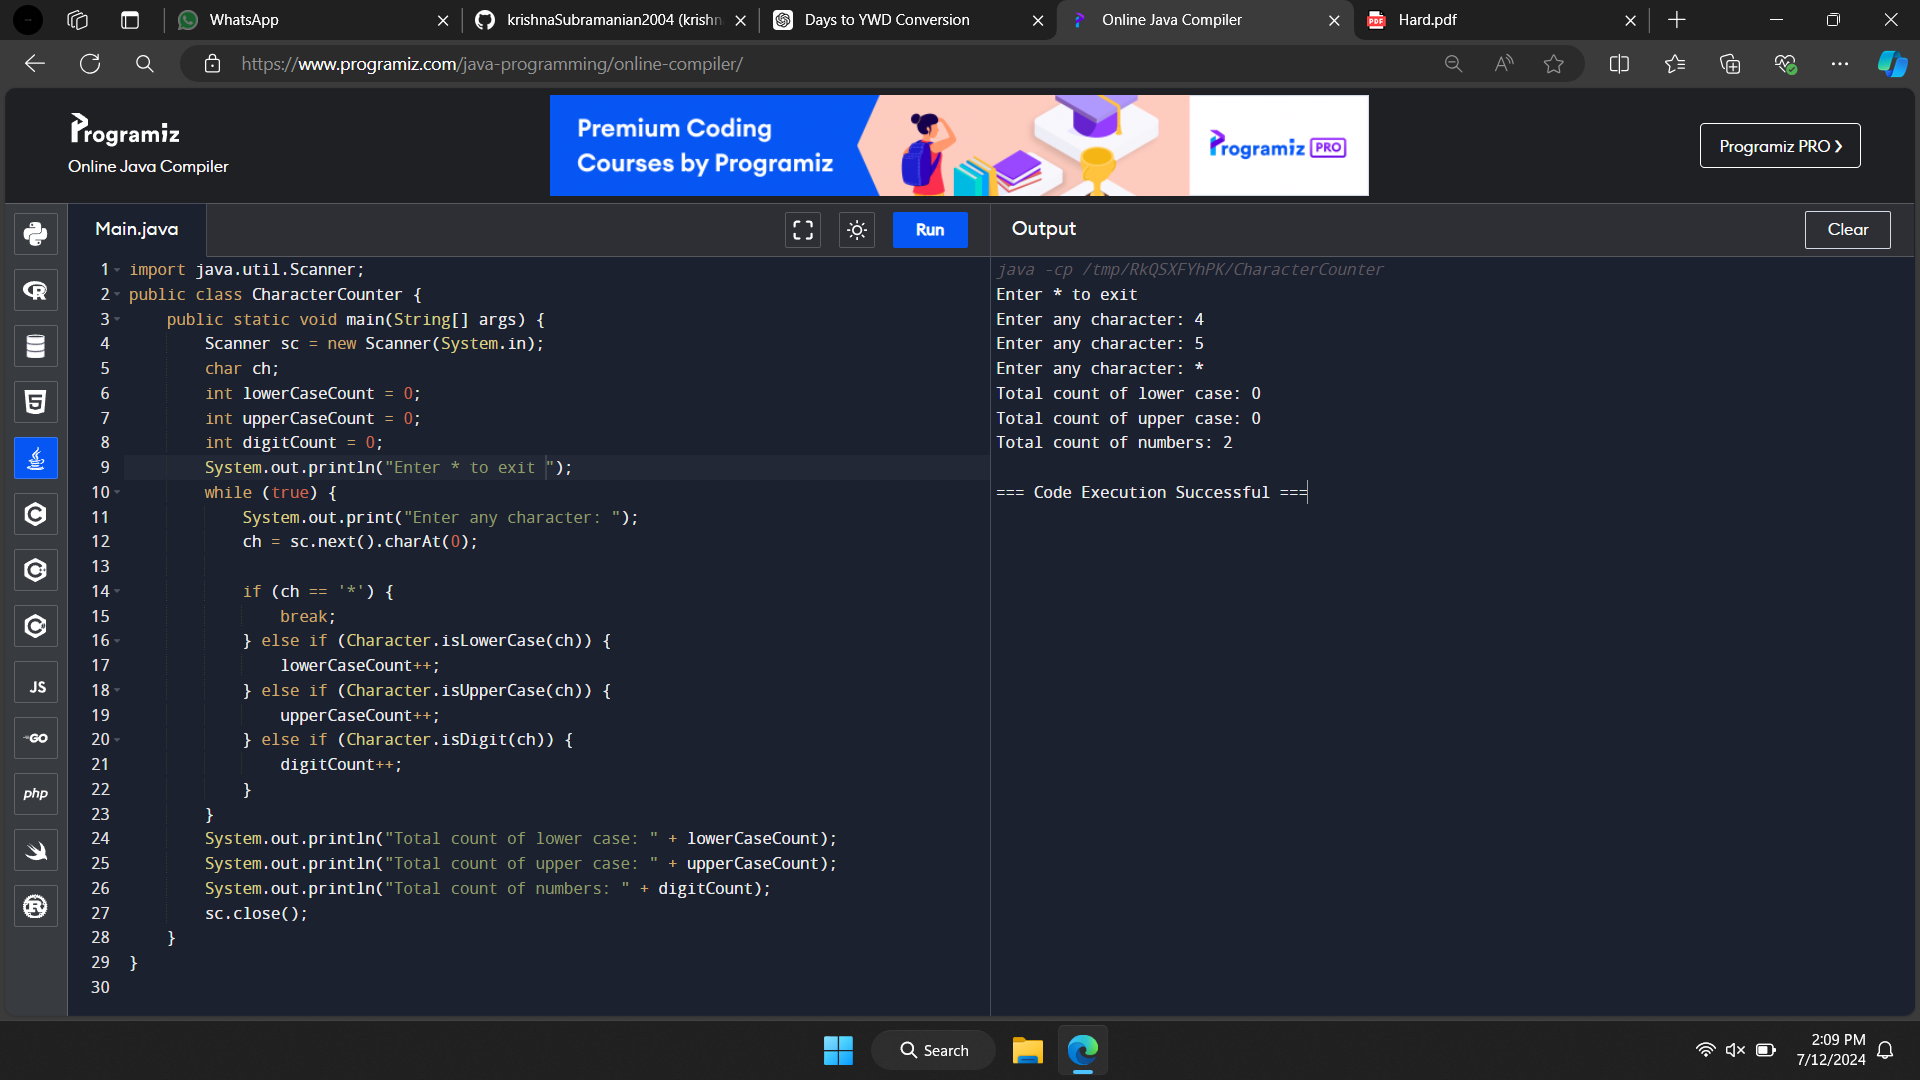 WhatsApp
krishnaSubramanian2004 (krishn
Days to YWD Conversion
Online Java Compiler
Hard.pdf
https://www.programiz.com/java-programming/online-compiler/
Programiz
Online Java Compiler
Premium Coding
Courses by Programiz
Programiz PRO
Programiz PRO ›
Main.java
Run
1 import java.util.Scanner;
2 public class CharacterCounter {
3 public static void main(String[] args) {
4 Scanner sc = new Scanner(System.in);
5 char ch;
6 int lowerCaseCount = 0;
7 int upperCaseCount = 0;
8 int digitCount = 0;
9 System.out.println("Enter * to exit ");
10 while (true) {
11 System.out.print("Enter any character: ");
12 ch = sc.next().charAt(0);
13
14 if (ch == '*') {
15 break;
16 } else if (Character.isLowerCase(ch)) {
17 lowerCaseCount++;
18 } else if (Character.isUpperCase(ch)) {
19 upperCaseCount++;
20 } else if (Character.isDigit(ch)) {
21 digitCount++;
22 }
23 }
24 System.out.println("Total count of lower case: " + lowerCaseCount);
25 System.out.println("Total count of upper case: " + upperCaseCount);
26 System.out.println("Total count of numbers: " + digitCount);
27 sc.close();
28 }
29 }
30
Output
Clear
java -cp /tmp/RkQSXFYhPK/CharacterCounter
Enter * to exit
Enter any character: 4
Enter any character: 5
Enter any character: *
Total count of lower case: 0
Total count of upper case: 0
Total count of numbers: 2
=== Code Execution Successful ===
JS
GO
php
Search
2:09 PM
7/12/2024